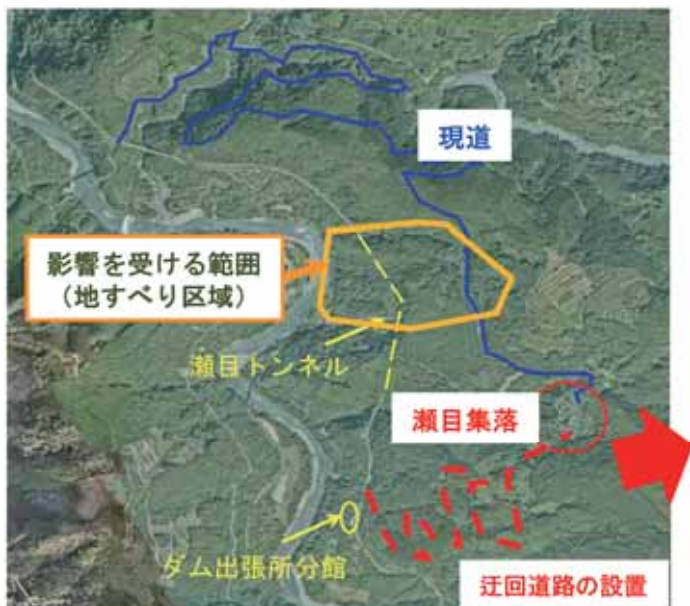 現道
影響を受ける範囲
(地すべり区域)
瀬目トンネル
瀬目集落
ダム出張所分館
迂回道路の設置